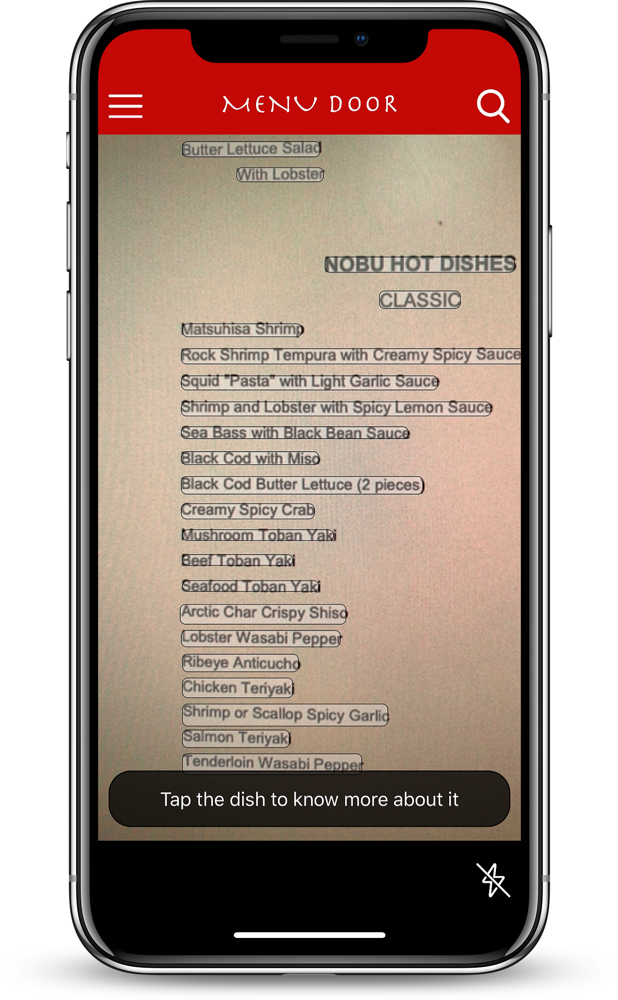 MENU DOOR
Butter Lettuce Salad
With Lobster
NOBU HOT DISHES
CLASSIC
Matsuhisa Shrimp
Rock Shrimp Tempura with Creamy Spicy Sauce
Squid "Pasta" with Light Garlic Sauce
Shrimp and Lobster with Spicy Lemon Sauce
Sea Bass with Black Bean Sauce
Black Cod with Miso
Black Cod Butter Lettuce (2 pieces)
Creamy Spicy Crab
Mushroom Toban Yaki
Beef Toban Yaki
Seafood Toban Yaki
Arctic Char Crispy Shiso
Lobster Wasabi Pepper
Ribeye Anticucho
Chicken Teriyaki
Shrimp or Scallop Spicy Garlic
Salmon Teriyaki
Tenderloin Wasabi Pepper
Tap the dish to know more about it